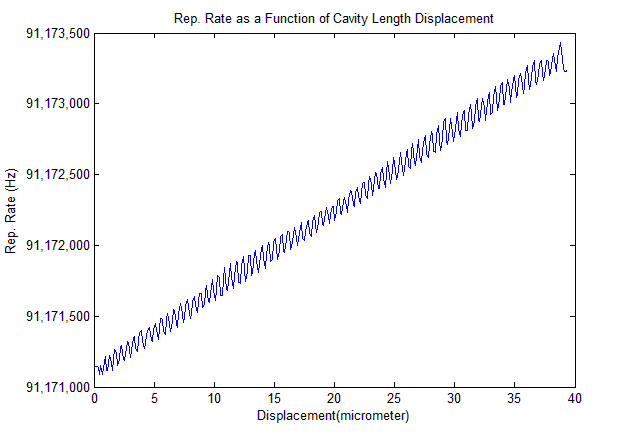 Rep. Rate as a Function of Cavity Length Displacement
91,173,500
91,173,000
91,172,500
91,172,000
91,171,500
91,171,000
Rep. Rate (Hz)
0 5 10 15 20 25 30 35 40
Displacement(micrometer)